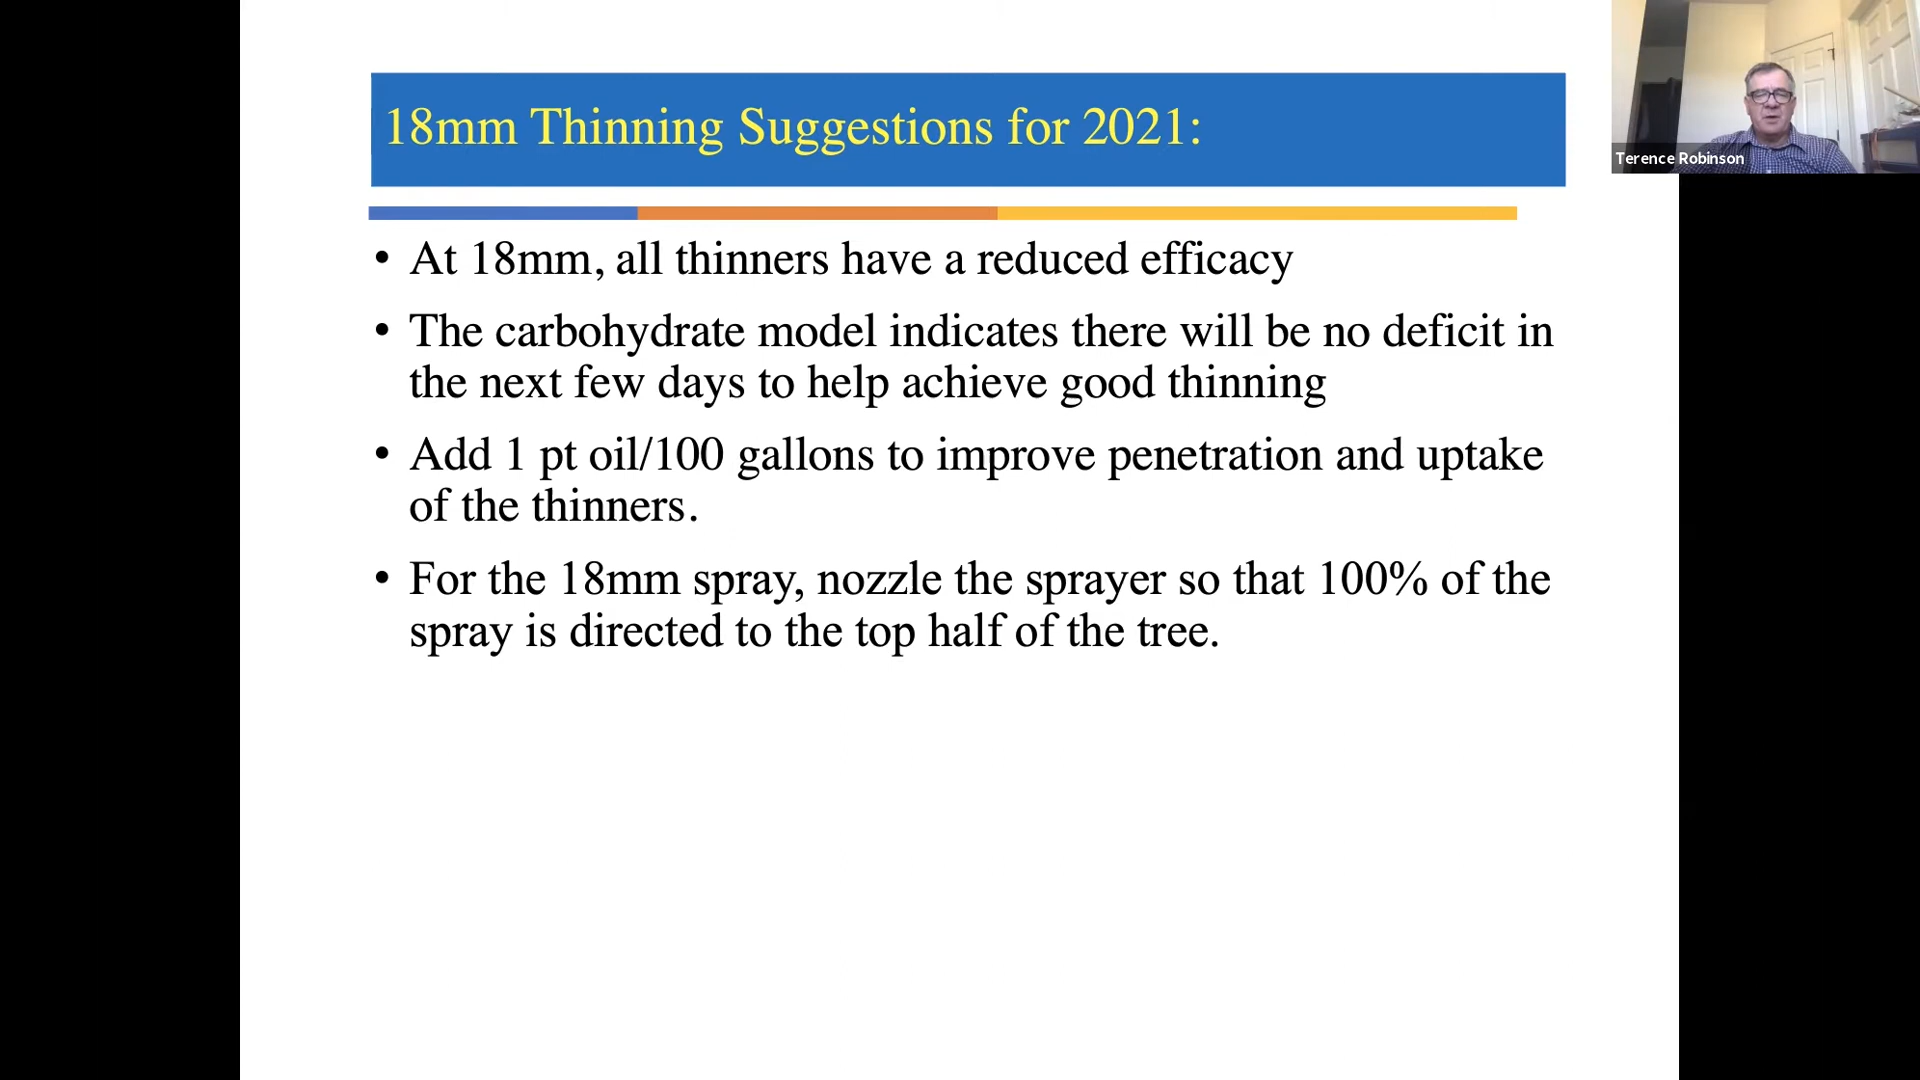 18mm Thinning Suggestions for 2021:
Terence Robinson
• At 18mm, all thinners have a reduced efficacy
• The carbohydrate model indicates there will be no deficit in
the next few days to help achieve good thinning
• Add 1 pt oil/100 gallons to improve penetration and uptake
of the thinners.
• For the 18mm spray, nozzle the sprayer so that 100% of the
spray is directed to the top half of the tree.